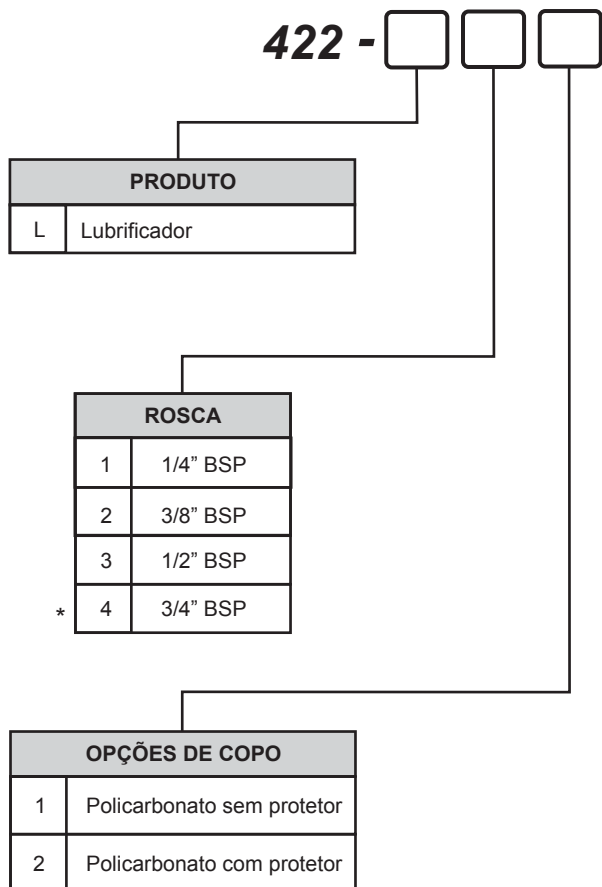 422 -
PRODUTO
L Lubrificador
ROSCA
1 1/4” BSP
2 3/8” BSP
3 1/2” BSP
* 4 3/4” BSP
OPÇÕES DE COPO
1 Policarbonato sem protetor
2 Policarbonato com protetor